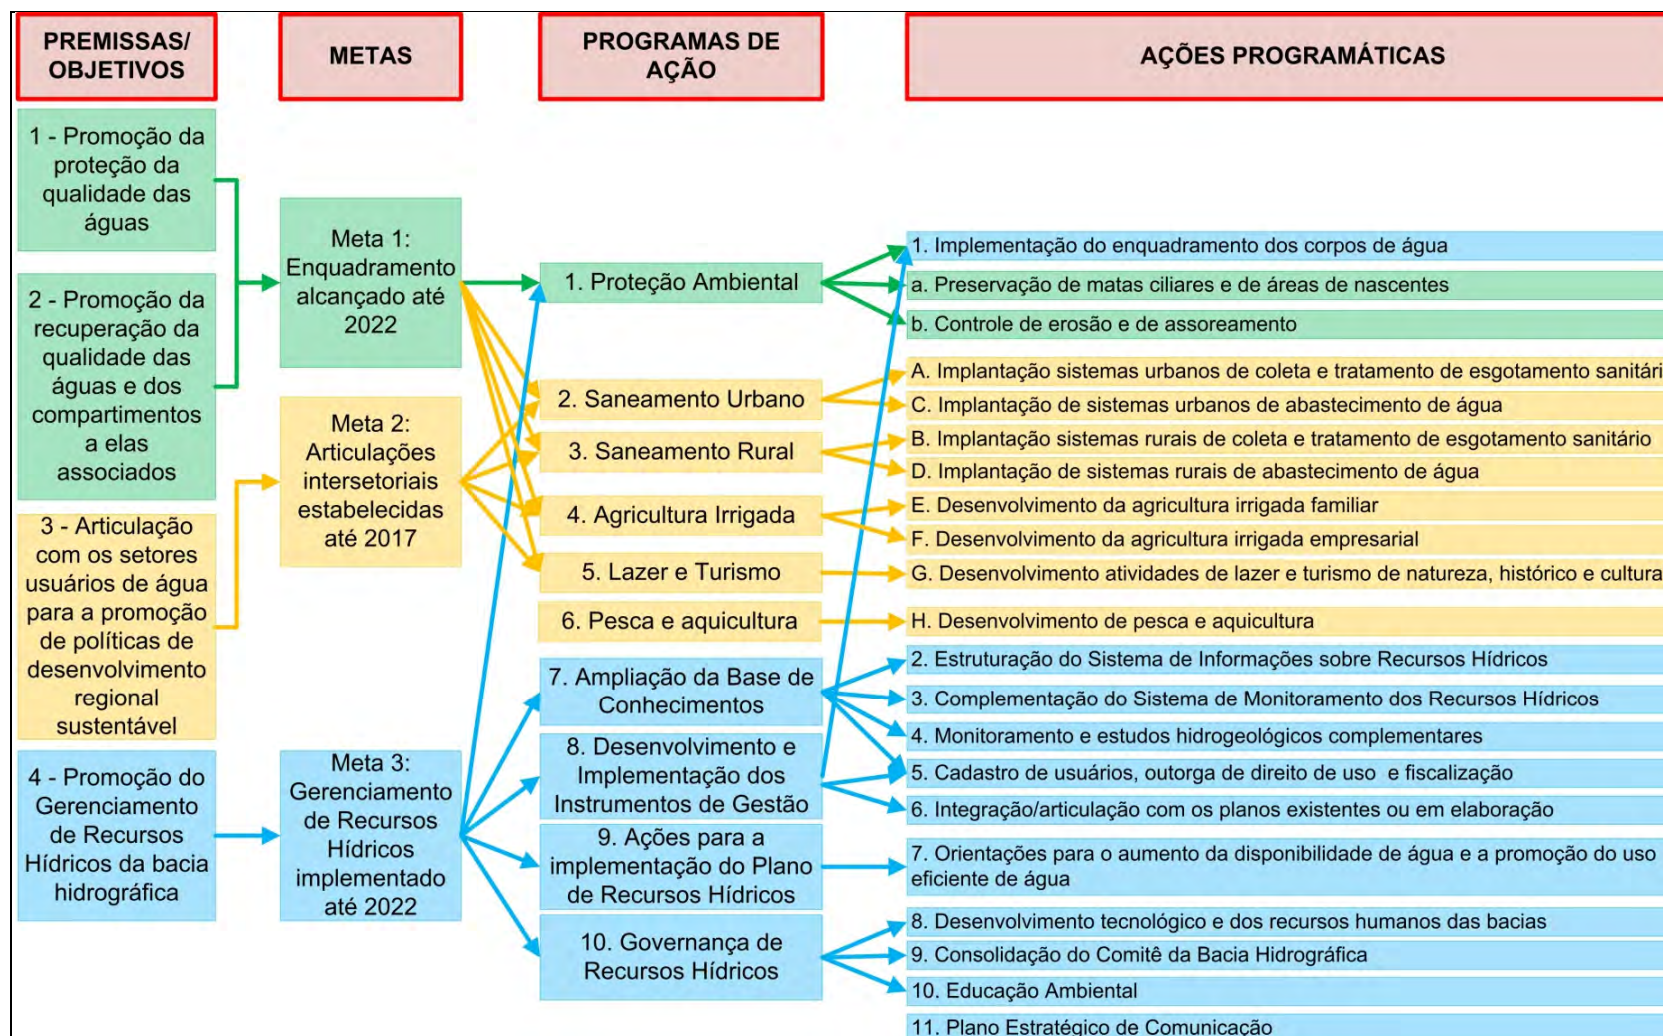 PREMISSAS/
OBJETIVOS
METAS
PROGRAMAS DE
AÇÃO
AÇÕES PROGRAMÁTICAS
1 - Promoção da
proteção da
qualidade das
águas
2 - Promoção da
recuperação da
qualidade das
águas e dos
compartimentos
a elas
associados
3 - Articulação
com os setores
usuários de água
para a promoção
de políticas de
desenvolvimento
regional
sustentável
4 - Promoção do
Gerenciamento
de Recursos
Hídricos da bacia
hidrográfica
Meta 1:
Enquadramento
alcançado até
2022
Meta 2:
Articulações
intersetoriais
estabelecidas
até 2017
Meta 3:
Gerenciamento
de Recursos
Hídricos
implementado
até 2022
1. Proteção Ambiental
2. Saneamento Urbano
3. Saneamento Rural
4. Agricultura Irrigada
5. Lazer e Turismo
6. Pesca e aquicultura
7. Ampliação da Base de
Conhecimentos
8. Desenvolvimento e
Implementação dos
Instrumentos de Gestão
9. Ações para a
implementação do Plano
de Recursos Hídricos
10. Governança de
Recursos Hídricos
1. Implementação do enquadramento dos corpos de água
a. Preservação de matas ciliares e de áreas de nascentes
b. Controle de erosão e de assoreamento
A. Implantação sistemas urbanos de coleta e tratamento de esgotamento sanitári
C. Implantação de sistemas urbanos de abastecimento de água
B. Implantação sistemas rurais de coleta e tratamento de esgotamento sanitário
D. Implantação de sistemas rurais de abastecimento de água
E. Desenvolvimento da agricultura irrigada familiar
F. Desenvolvimento da agricultura irrigada empresarial
G. Desenvolvimento atividades de lazer e turismo de natureza, histórico e cultura
H. Desenvolvimento de pesca e aquicultura
2. Estruturação do Sistema de Informações sobre Recursos Hídricos
3. Complementação do Sistema de Monitoramento dos Recursos Hídricos
4. Monitoramento e estudos hidrogeológicos complementares
5. Cadastro de usuários, outorga de direito de uso e fiscalização
6. Integração/articulação com os planos existentes ou em elaboração
7. Orientações para o aumento da disponibilidade de água e a promoção do uso
eficiente de água
8. Desenvolvimento tecnológico e dos recursos humanos das bacias
9. Consolidação do Comitê da Bacia Hidrográfica
10. Educação Ambiental
11. Plano Estratégico de Comunicação